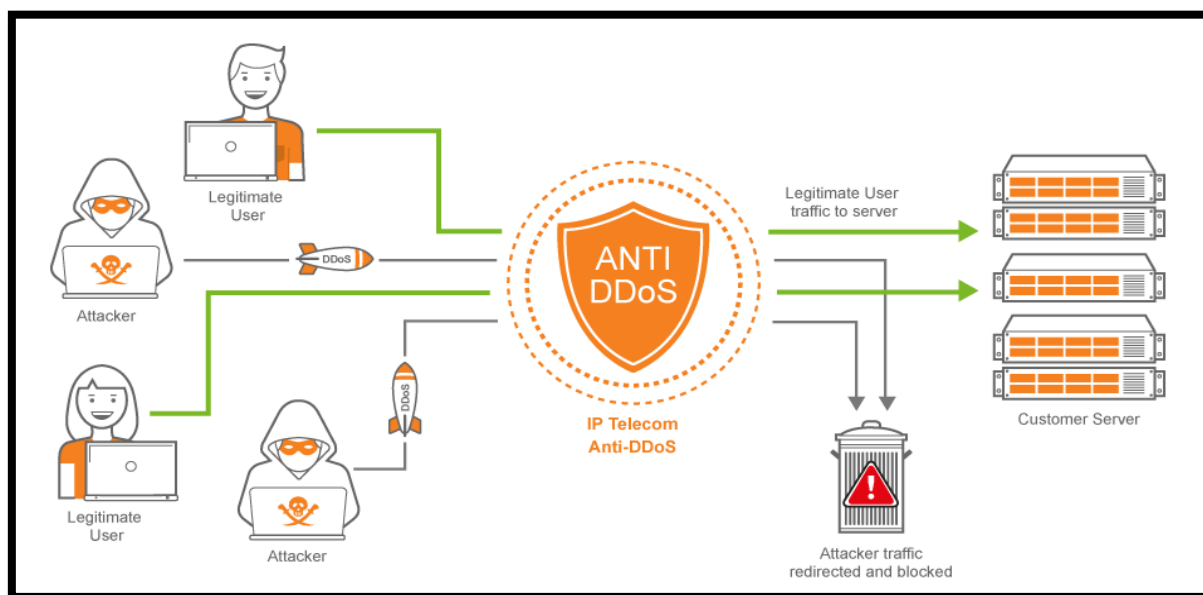 Legitimate
User
Attacker
DDoS
Legitimate
User
DDoS
Attacker
ANTI
DDoS
IP Telecom
Anti-DDoS
Legitimate User
traffic to server
Customer Server
Attacker traffic
redirected and blocked